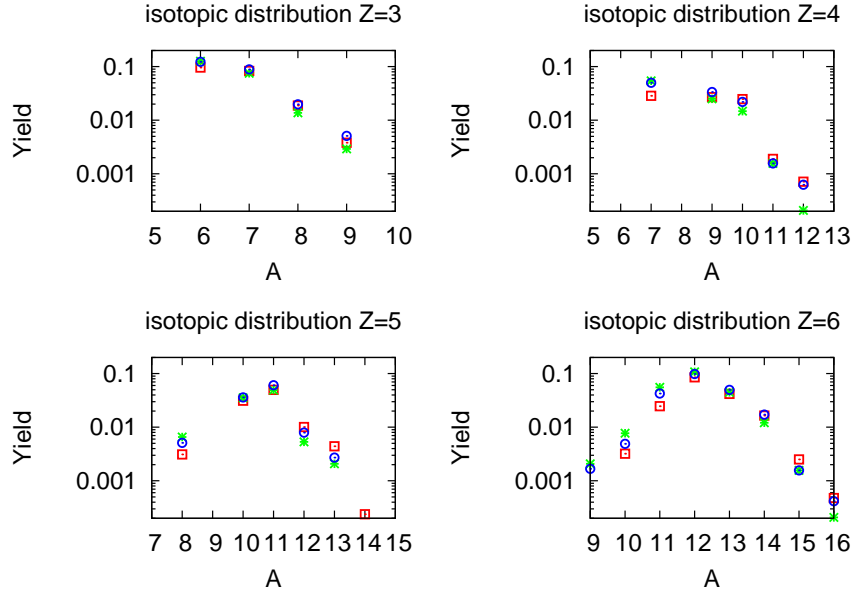 isotopic distribution Z=3
0.1
0.01
0.001
Yield
5 6 7 8 9 10
A
isotopic distribution Z=4
0.1
0.01
0.001
Yield
5 6 7 8 9 10 11 12 13
A
isotopic distribution Z=5
0.1
0.01
0.001
Yield
7 8 9 10 11 12 13 14 15
A
isotopic distribution Z=6
0.1
0.01
0.001
Yield
9 10 11 12 13 14 15 16
A